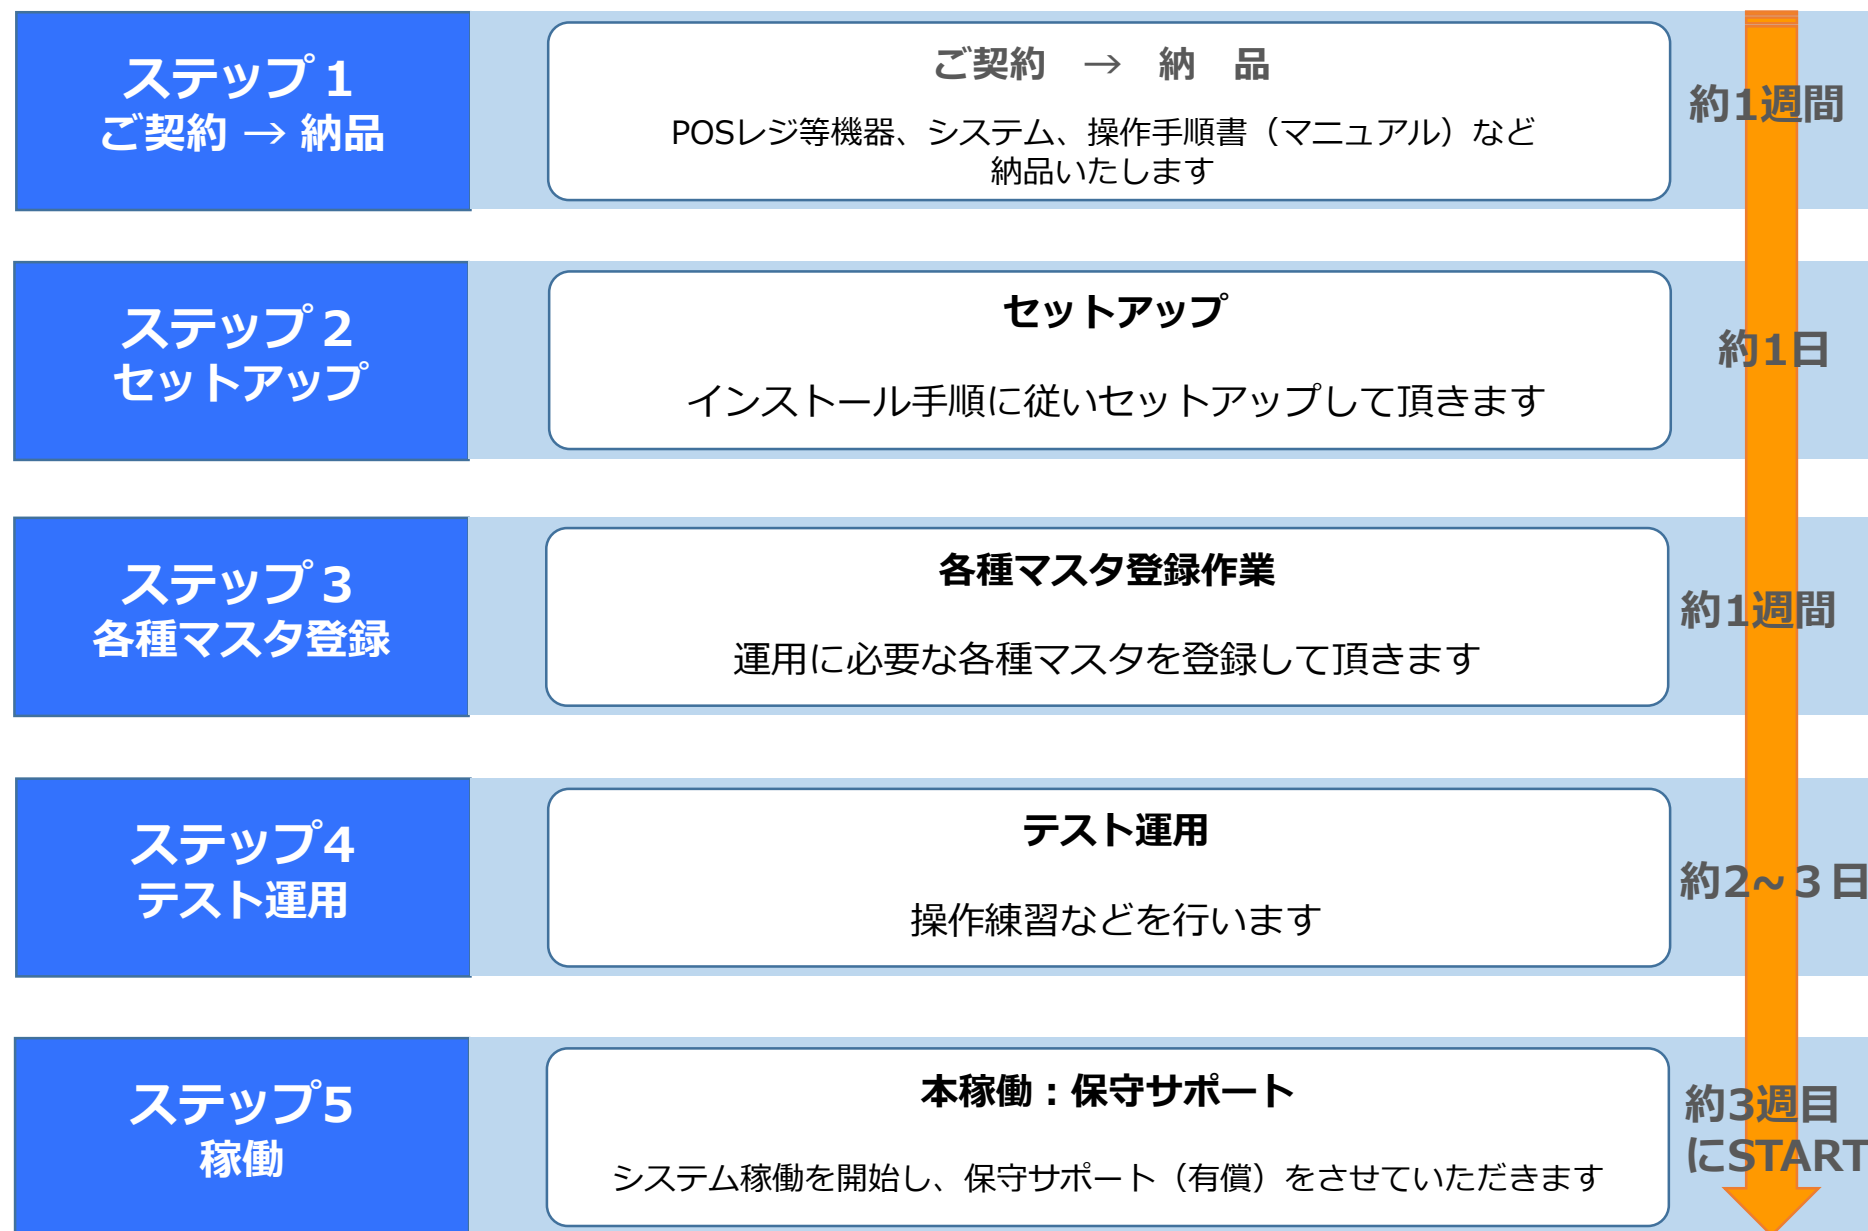 ステップ１
ご契約 → 納品
ご契約　→　納　品
POSレジ等機器、システム、操作手順書（マニュアル）など
納品いたします
約1週間
ステップ２
セットアップ
セットアップ
インストール手順に従いセットアップして頂きます
約1日
ステップ３
各種マスタ登録
各種マスタ登録作業
運用に必要な各種マスタを登録して頂きます
約1週間
ステップ4
テスト運用
テスト運用
操作練習などを行います
約2~３日
ステップ5
稼働
本稼働：保守サポート
システム稼働を開始し、保守サポート（有償）をさせていただきます
約3週目
にSTART